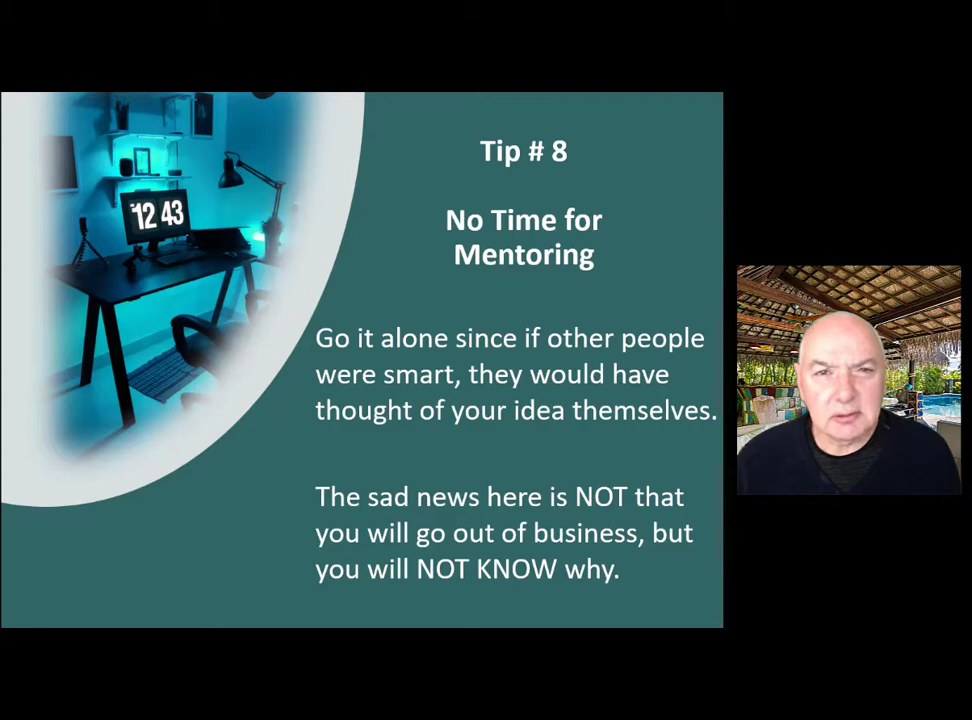 12 43
Tip # 8
No Time for
Mentoring
Go it alone since if other people
were smart, they would have
thought of your idea themselves.
The sad news here is NOT that
you will go out of business, but
you will NOT KNOW why.